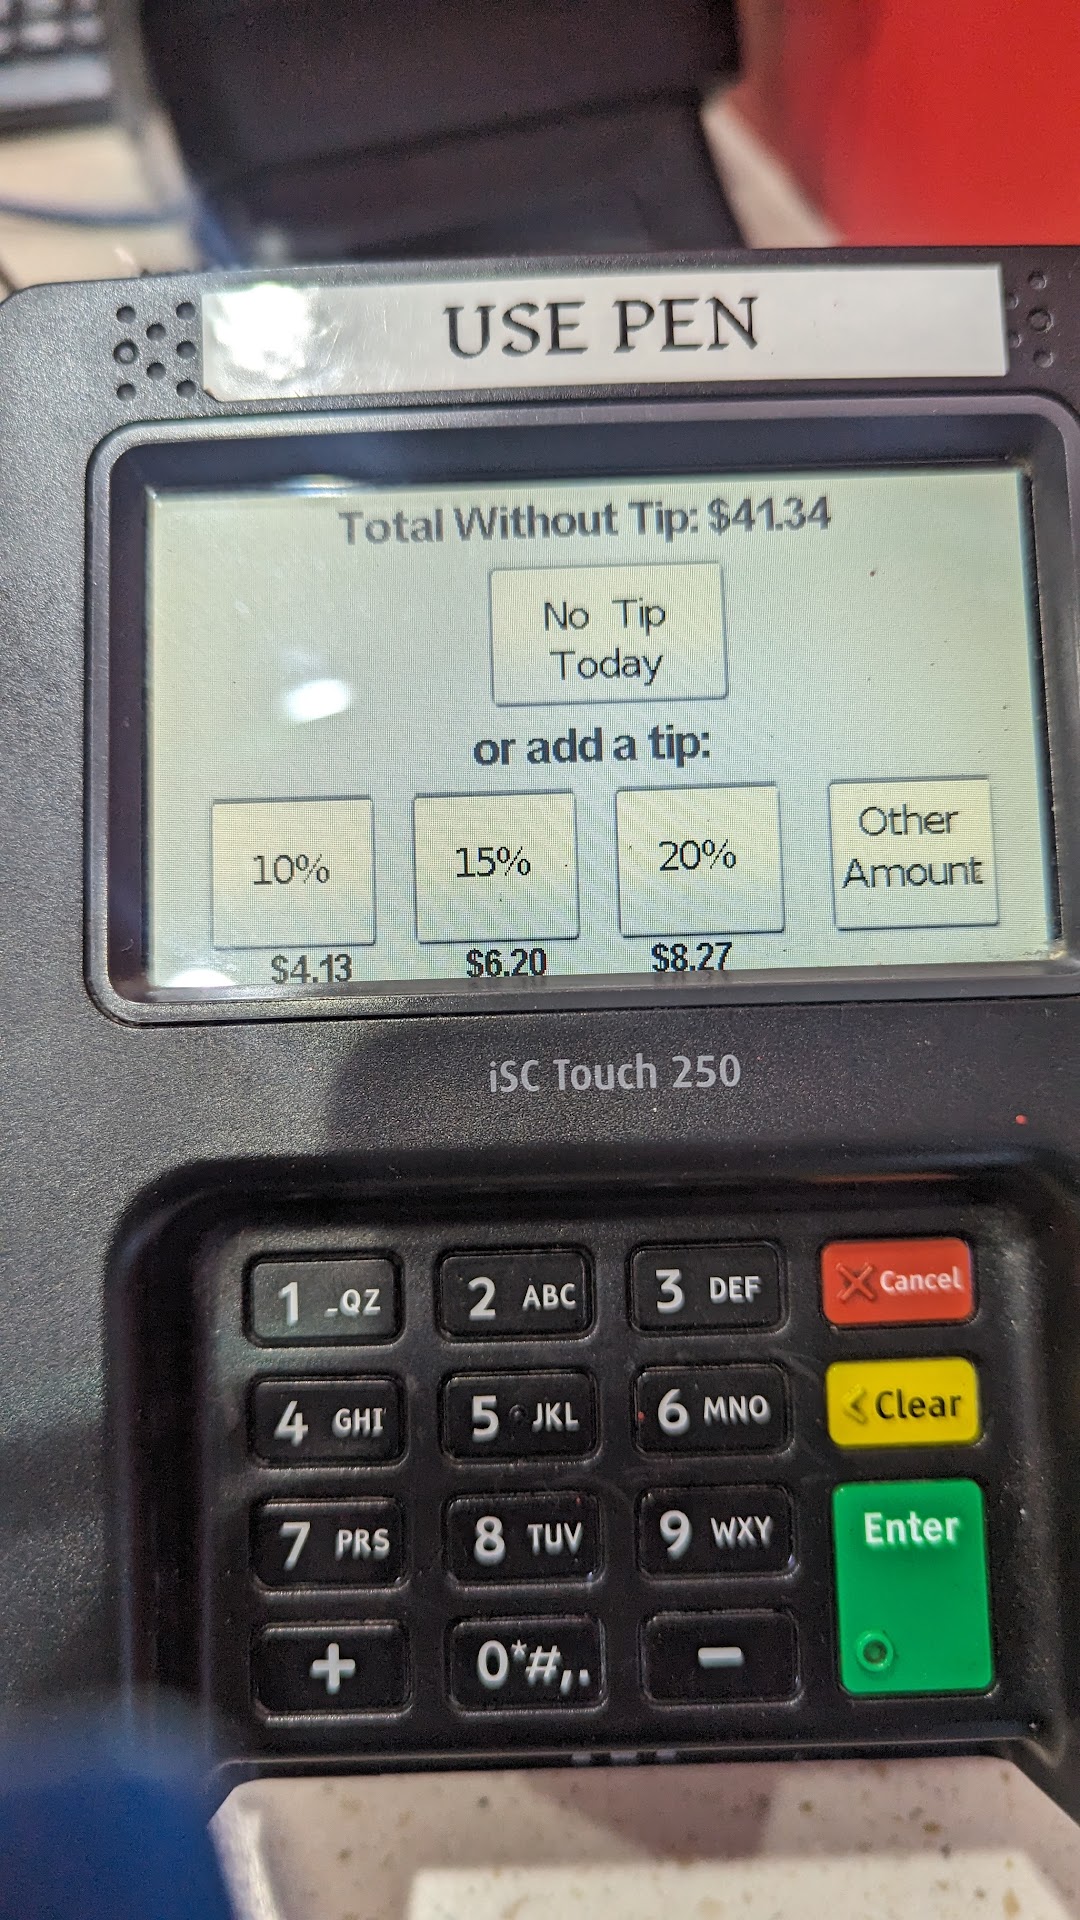 USE PEN
Total Without Tip: $41.34
No Tip
Today
or add a tip:
10%
15%
20%
Other
Amount
$4.13
$6.20
$8.27
iSC Touch 250
1 _QZ
2 ABC
3 DEF
Cancel
4 GHI
5 JKL
6 MNO
<Clear
7 PRS
8 TUV
9 WXY
Enter
+
0*#,.
-